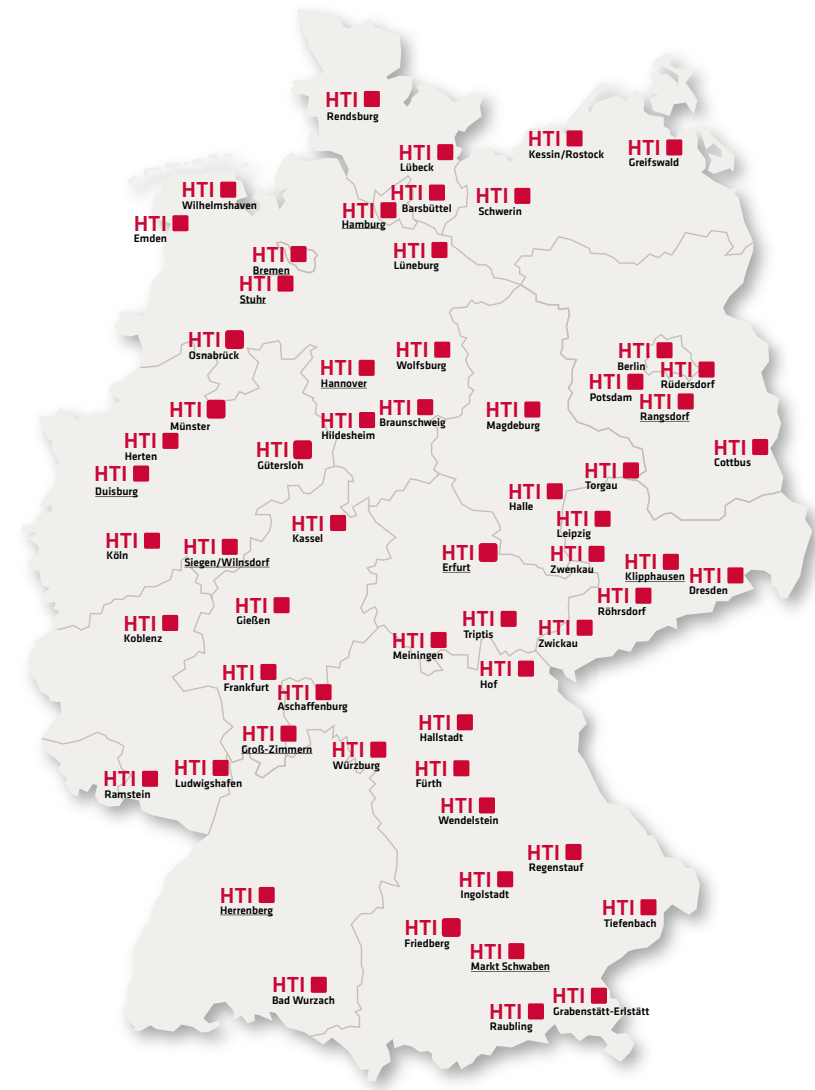 HTI
Rendsburg
HTI
Kessin/Rostock
HTI
Greifswald
HTI
Lübeck
HTI
Wilhelmshaven
HTI
Barsbüttel
HTI
Schwerin
HTI
Hamburg
HTI
Emden
HTI
Bremen
HTI
Lüneburg
HTI
Stuhr
HTI
Osnabrück
HTI
Wolfsburg
HTI
Berlin
HTI
Hannover
HTI
Rüdersdorf
HTI
Potsdam
HTI
Rangsdorf
HTI
Münster
HTI
Braunschweig
HTI
Magdeburg
HTI
Hildesheim
HTI
Herten
HTI
Gütersloh
HTI
Cottbus
HTI
Duisburg
HTI
Torgau
HTI
Halle
HTI
Leipzig
HTI
Kassel
HTI
Köln
HTI
Siegen/Wilnsdorf
HTI
Erfurt
HTI
Zwenkau
HTI
Klipphausen
HTI
Dresden
HTI
Röhrsdorf
HTI
Gießen
HTI
Koblenz
HTI
Triptis
HTI
Zwickau
HTI
Meiningen
HTI
Hof
HTI
Frankfurt
HTI
Aschaffenburg
HTI
Hallstadt
HTI
Groß-Zimmern
HTI
Würzburg
HTI
Ludwigshafen
HTI
Fürth
HTI
Ramstein
HTI
Wendelstein
HTI
Regenstauf
HTI
Ingolstadt
HTI
Herrenberg
HTI
Tiefenbach
HTI
Friedberg
HTI
Markt Schwaben
HTI
Bad Wurzach
HTI
Grabenstätt-Erlstätt
HTI
Raubling